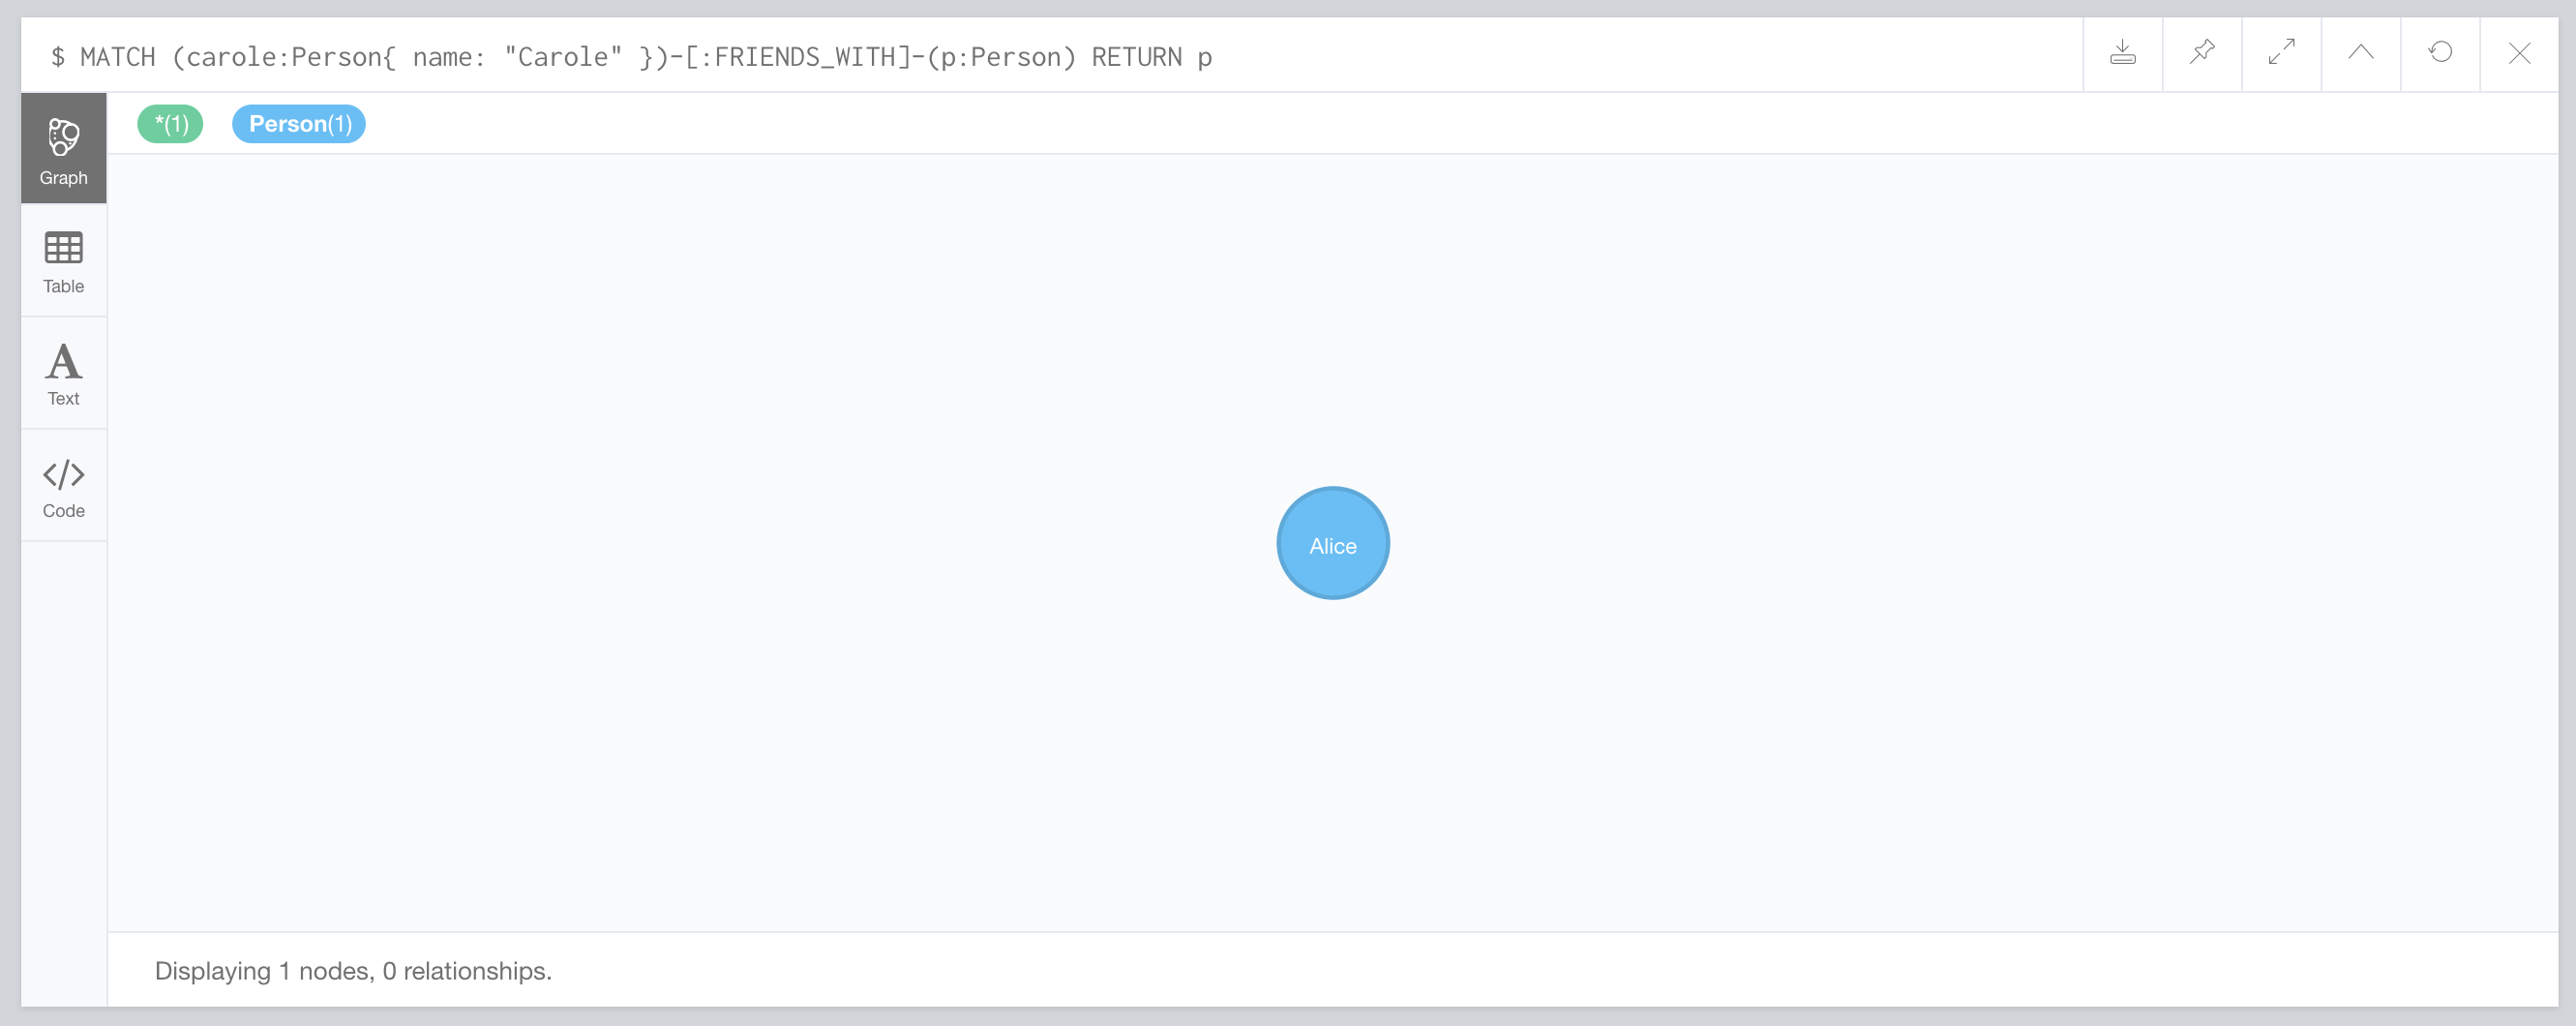 $ MATCH (carole:Person{ name: "Carole" })-[:FRIENDS_WITH]-(p:Person) RETURN p
*(1) Person(1)
Graph
Table
A
Text
</>
Code
Alice
Displaying 1 nodes, 0 relationships.